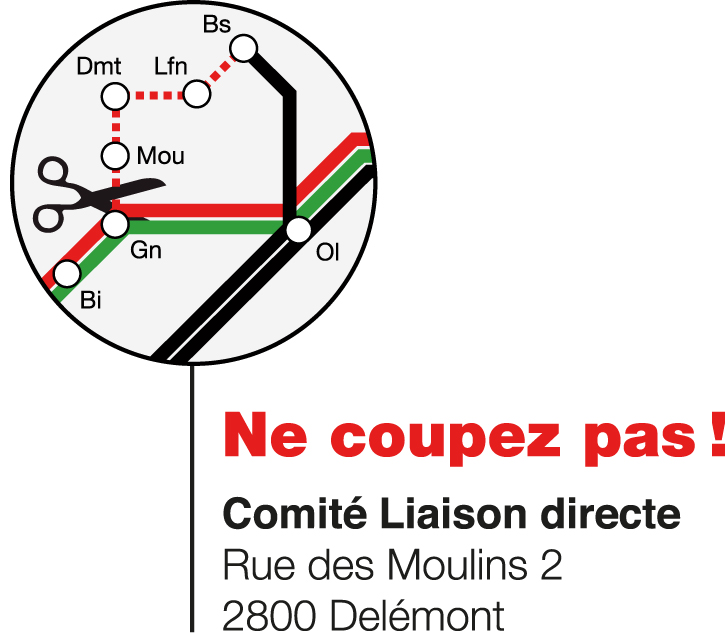 Bs
Dmt Lfn
Mou
Gn
Ol
Bi
Ne coupez pas !
Comité Liaison directe
Rue des Moulins 2
2800 Delémont